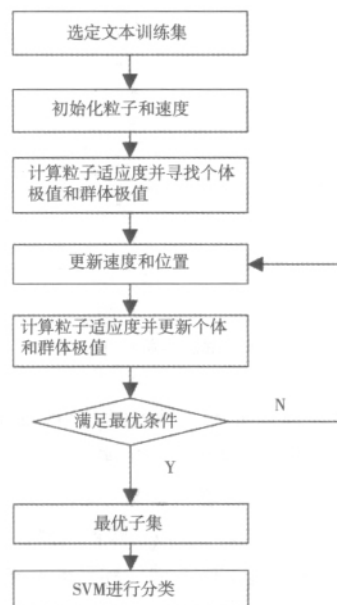 选定文本训练集
初始化粒子和速度
计算粒子适应度并寻找个体
极值和群体极值
更新速度和位置
计算粒子适应度并更新个体
和群体极值
满足最优条件
N
Y
最优子集
SVM进行分类